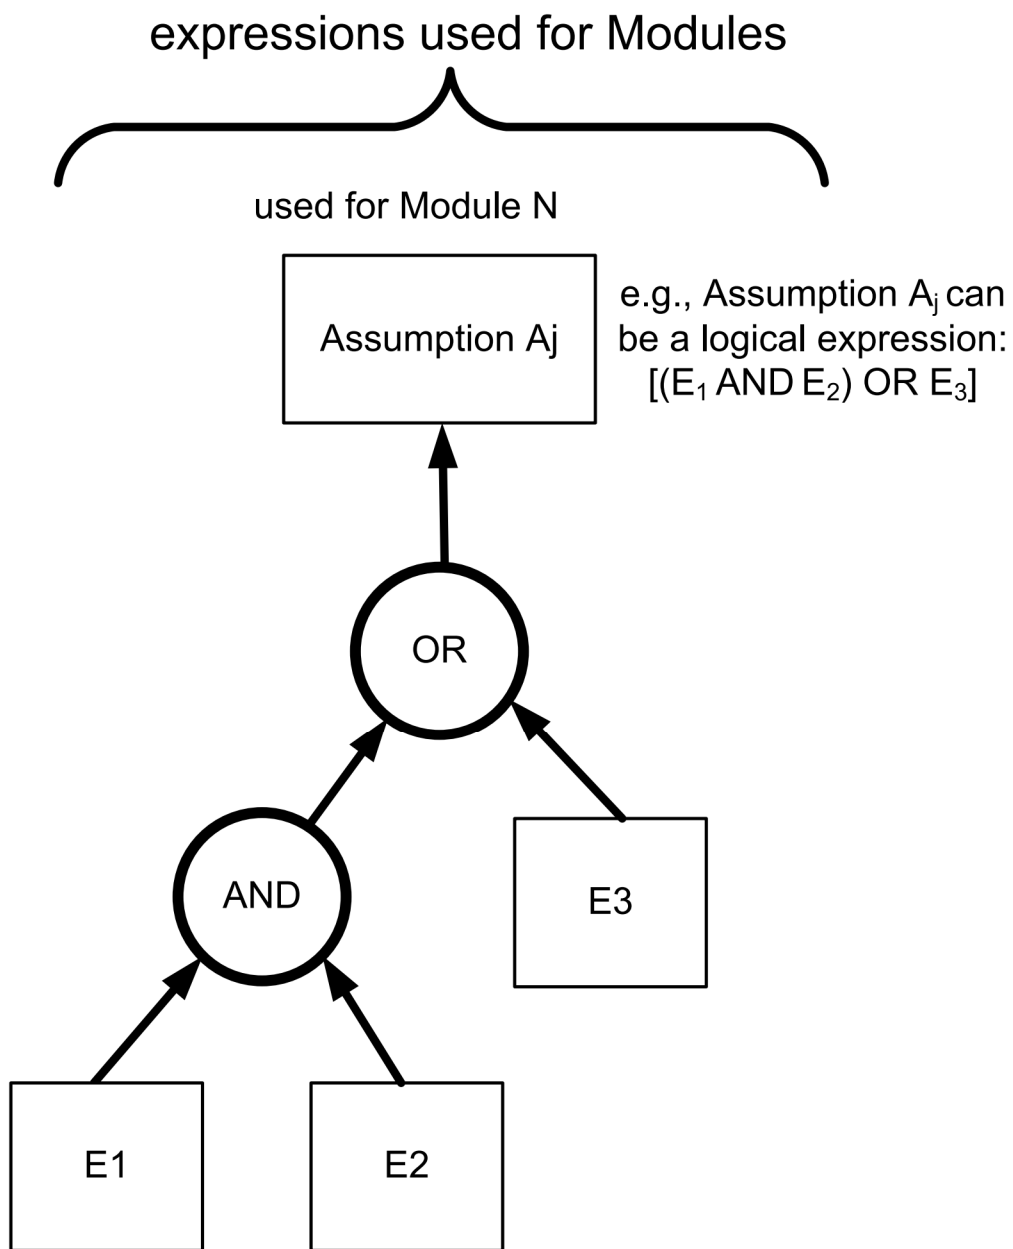 expressions used for Modules
used for Module N
Assumption Aj
e.g., Assumption Aj can
be a logical expression:
[(E1 AND E2) OR E3]
OR
AND
E3
E1
E2